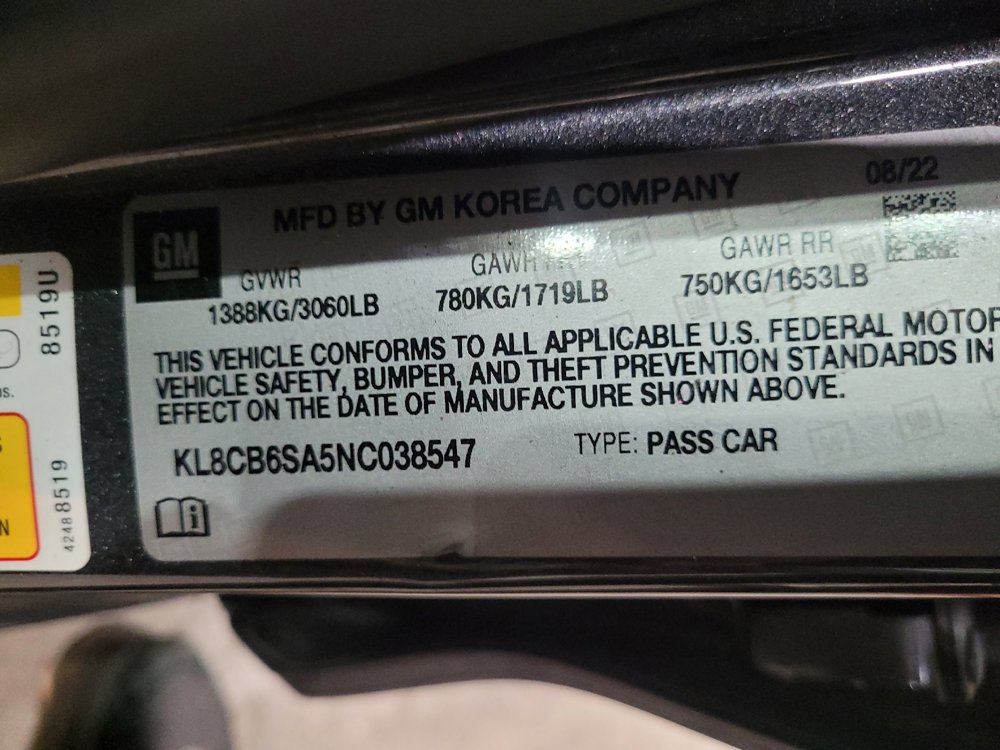 MFD BY GM KOREA COMPANY
08/22
GM
GVWR
GAWR
GAWR RR
1388KG/3060LB
780KG/1719LB
750KG/1653LB
THIS VEHICLE CONFORMS TO ALL APPLICABLE U.S. FEDERAL MOTOR
VEHICLE SAFETY, BUMPER, AND THEFT PREVENTION STANDARDS IN
EFFECT ON THE DATE OF MANUFACTURE SHOWN ABOVE.
KL8CB6SA5NC038547
TYPE: PASS CAR
8519U
42488519